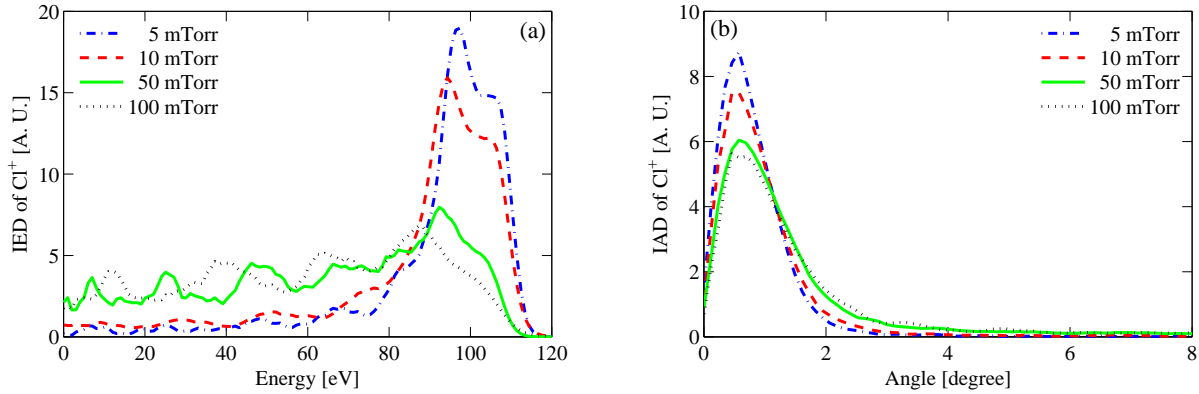 (a)
5 mTorr
10 mTorr
50 mTorr
100 mTorr
IED of Cl⁺ [A. U.]
20
15
10
5
0
0 20 40 60 80 100 120
Energy [eV]
(b)
5 mTorr
10 mTorr
50 mTorr
100 mTorr
IAD of Cl⁺ [A. U.]
10
8
6
4
2
0
0 2 4 6 8
Angle [degree]